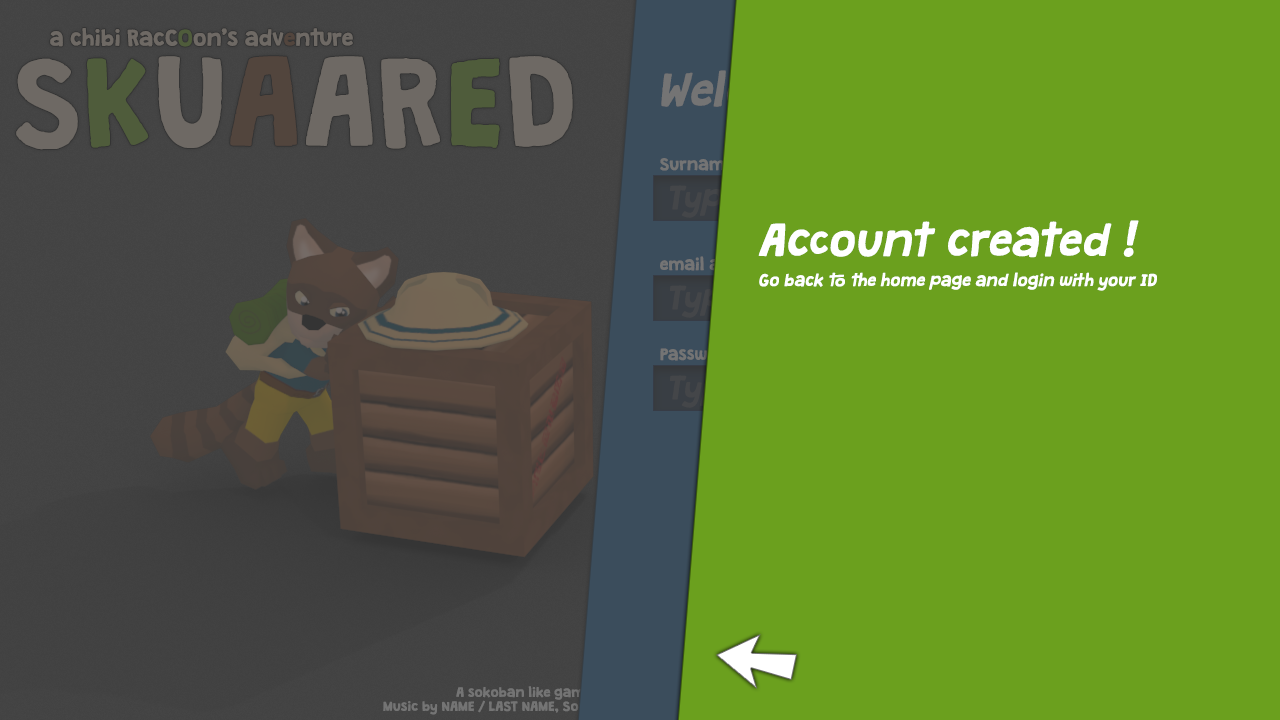 a chibi RacCOon's adventure
SKUAARED
Wel
Surnam
Typ
email a
Typ
Passw
Ty
Account created !
Go back to the home page and login with your ID
A sokoban like gam
Music by NAME / LAST NAME, So